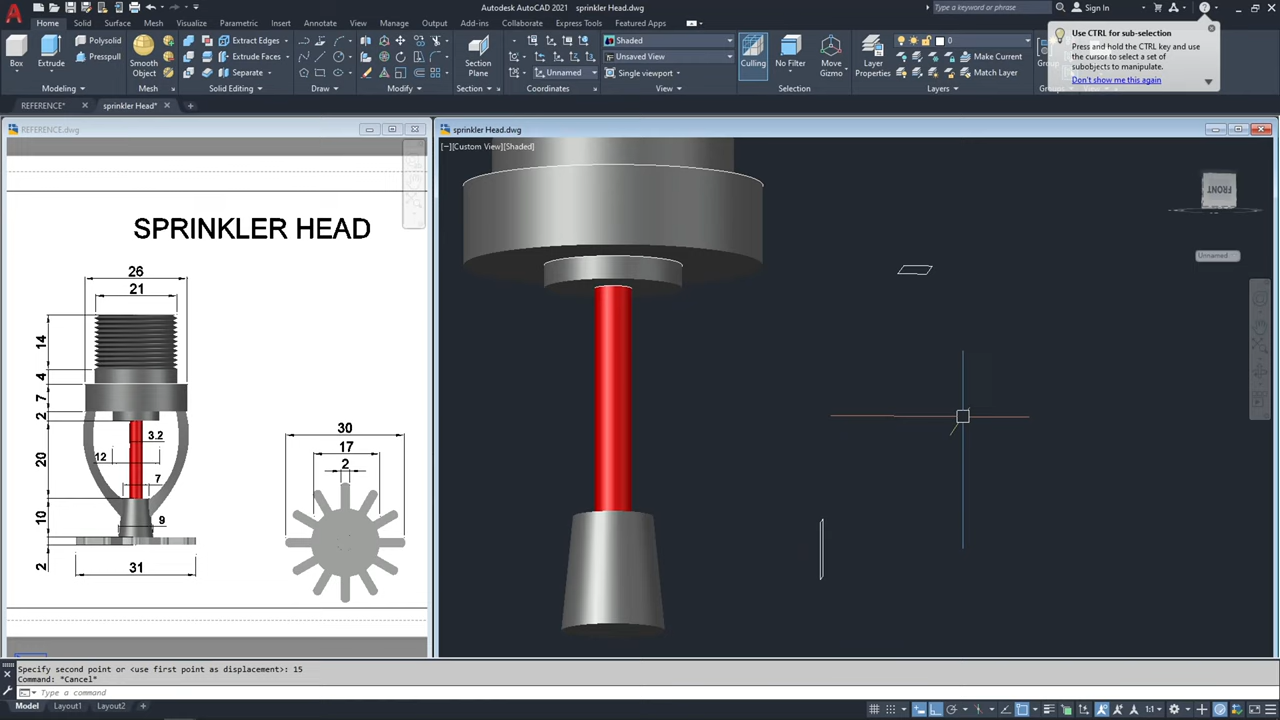 Autodesk AutoCAD 2021    sprinkler Head.dwg
Type a keyword or phrase
Sign In
Home Solid Surface Mesh Visualize Parametric Insert Annotate View Manage Output Add-ins Collaborate Express Tools Featured Apps
Box
Extrude
Polysolid
Presspull
Modeling
Smooth
Object
Mesh
Extract Edges
Extrude Faces
Separate
Solid Editing
Draw
Modify
Section
Plane
Section
Unnamed
Coordinates
Shaded
Unsaved View
Single viewport
View
Culling
No Filter
Move
Gizmo
Selection
Layer
Properties
0
Make Current
Match Layer
Layers
Group
Groups
Use CTRL for sub-selection
Press and hold the CTRL key and use
the cursor to select a set of
subobjects to manipulate.
Don't show me this again
REFERENCE*
sprinkler Head*
REFERENCE.dwg
SPRINKLER HEAD
26
21
14
4
7
2
20
10
2
3.2
12
7
9
31
30
17
2
sprinkler Head.dwg
[−][Custom View][Shaded]
FRONT
Unnamed
Specify second point or <use first point as displacement>: 15
Command: *Cancel*
Type a command
Model Layout1 Layout2
1:1